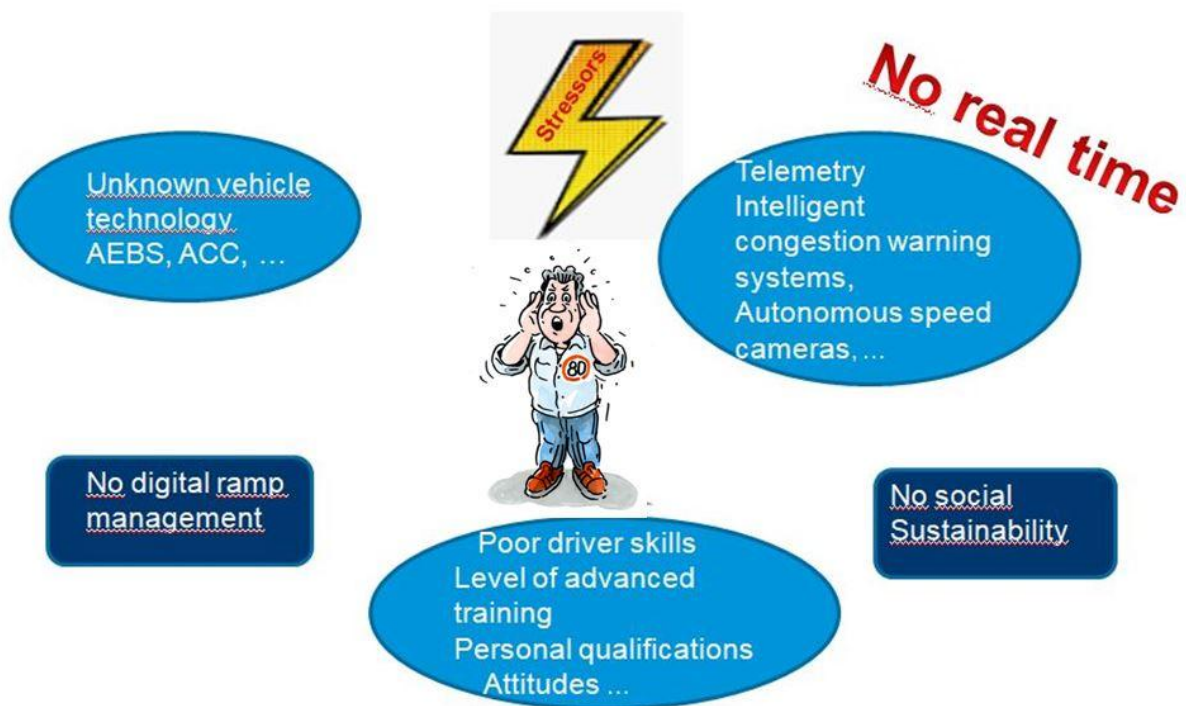 Stressors
No real time
Unknown vehicle
technology
AEBS, ACC, ...
Telemetry
Intelligent
congestion warning
systems,
Autonomous speed
cameras, ...
80
No digital ramp
management
No social
Sustainability
Poor driver skills
Level of advanced
training
Personal qualifications
Attitudes ...